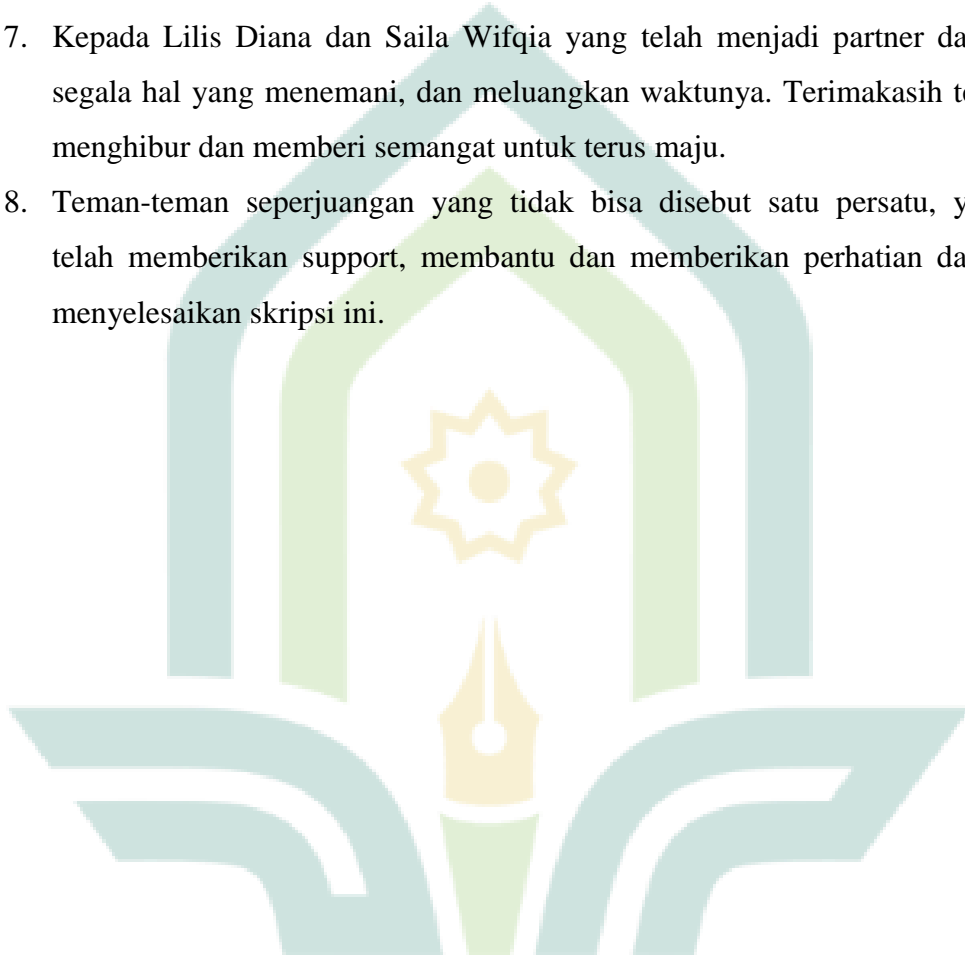 7. Kepada Lilis Diana dan Saila Wifqia yang telah menjadi partner
segala hal yang menemani, dan meluangkan waktunya. Terimakasih
menghibur dan memberi semangat untuk terus maju.
8. Teman-teman seperjuangan yang tidak bisa disebut satu persatu,
telah memberikan support, membantu dan memberikan perhatian
menyelesaikan skripsi ini.